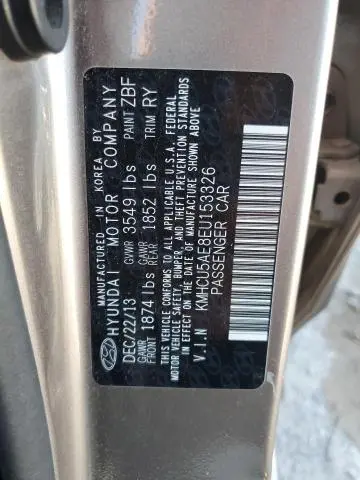 MANUFACTURED IN KOREA BY
HYUNDAI MOTOR COMPANY
DEC/22/13 GVWR 3549 lbs PAINT ZBF
GAWR FRONT 1874 lbs GAWR REAR 1852 lbs TRIM RY
THIS VEHICLE CONFORMS TO ALL APPLICABLE U.S.A. FEDERAL
MOTOR VEHICLE SAFETY, BUMPER, AND THEFT PREVENTION STANDARDS
IN EFFECT ON THE DATE OF MANUFACTURE SHOWN ABOVE
V.I.N KMHCU5AE8EU153326
PASSENGER CAR